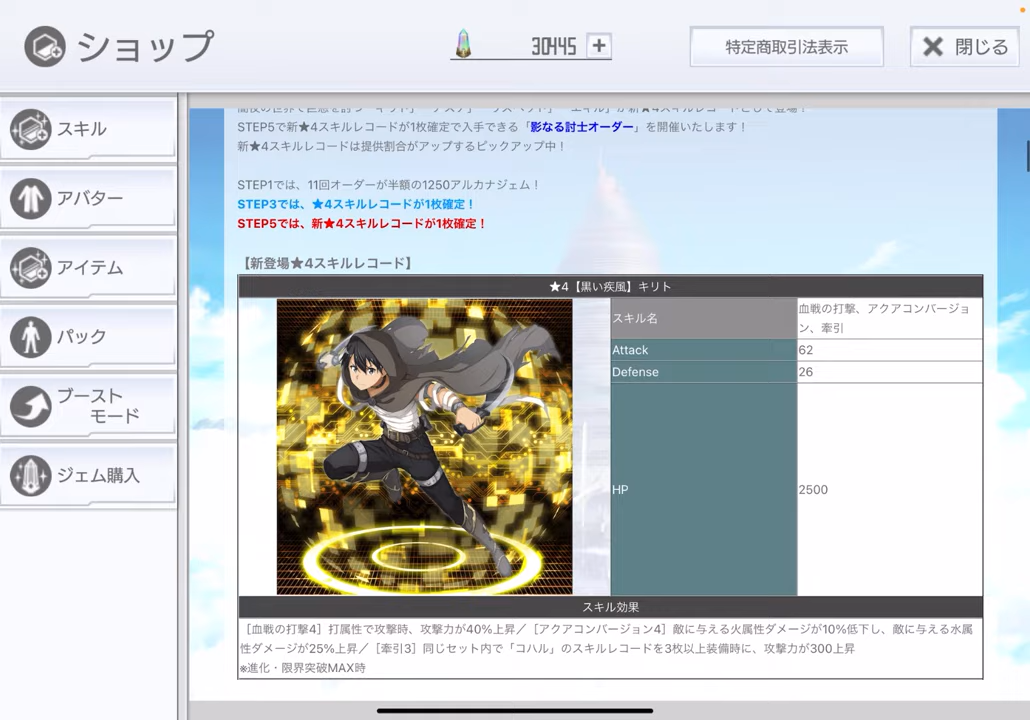 ショップ
30445
+
特定商取引法表示
閉じる
スキル
アバター
アイテム
パック
ブースト
モード
ジェム購入
STEP5で新★4スキルレコードが1枚確定で入手できる「影なる討士オーダー」を開催いたします！
新★4スキルレコードは提供割合がアップするピックアップ中！
STEP1では、11回オーダーが半額の1250アルカナジェム！
STEP3では、★4スキルレコードが1枚確定！
STEP5では、新★4スキルレコードが1枚確定！
【新登場★4スキルレコード】
★4【黒い疾風】キリト
スキル名
血戦の打撃、アクアコンバージョ
ン、牽引
Attack
62
Defense
26
HP
2500
スキル効果
［血戦の打撃4］打属性で攻撃時、攻撃力が40%上昇／［アクアコンバージョン4］敵に与える火属性ダメージが10%低下し、敵に与える水属
性ダメージが25%上昇／［牽引3］同じセット内で「コハル」のスキルレコードを3枚以上装備時に、攻撃力が300上昇
※進化・限界突破MAX時